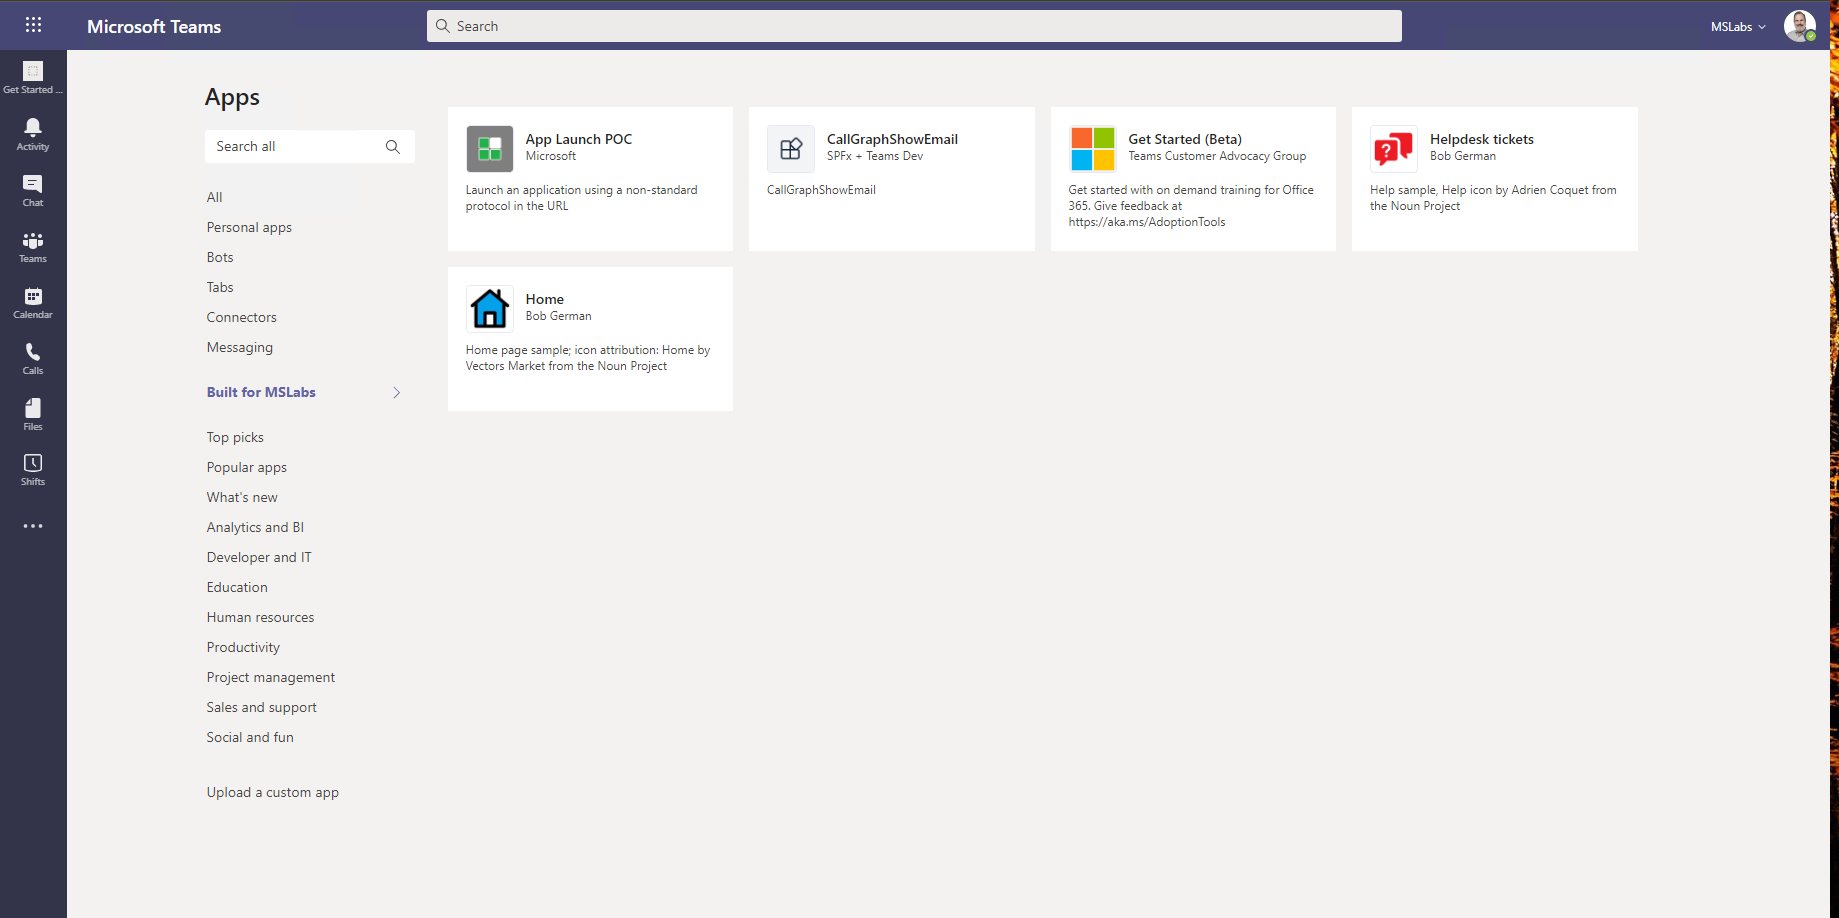 Microsoft Teams
Search
MSLabs
Get Started ...
Activity
Chat
Teams
Calendar
Calls
Files
Shifts
Apps
Search all
All
Personal apps
Bots
Tabs
Connectors
Messaging
Built for MSLabs
Top picks
Popular apps
What's new
Analytics and BI
Developer and IT
Education
Human resources
Productivity
Project management
Sales and support
Social and fun
Upload a custom app
App Launch POC
Microsoft
Launch an application using a non-standard
protocol in the URL
CallGraphShowEmail
SPFx + Teams Dev
CallGraphShowEmail
Get Started (Beta)
Teams Customer Advocacy Group
Get started with on demand training for Office
365. Give feedback at
https://aka.ms/AdoptionTools
Helpdesk tickets
Bob German
Help sample, Help icon by Adrien Coquet from
the Noun Project
Home
Bob German
Home page sample; icon attribution: Home by
Vectors Market from the Noun Project